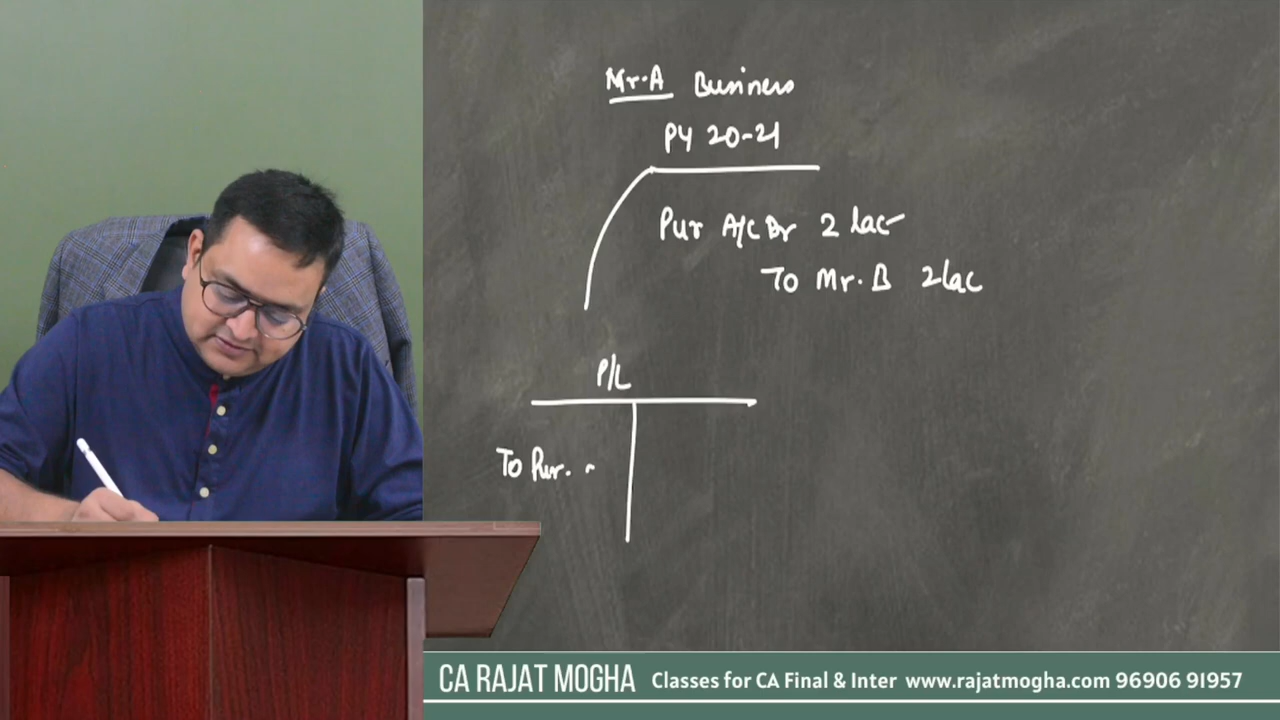 Mr.A Business
PY 20-21
Pur A/C Dr 2 lac
To Mr.B 2 lac
P/L
To Pur.
CA RAJAT MOGHA Classes for CA Final & Inter www.rajatmogha.com 96906 91957